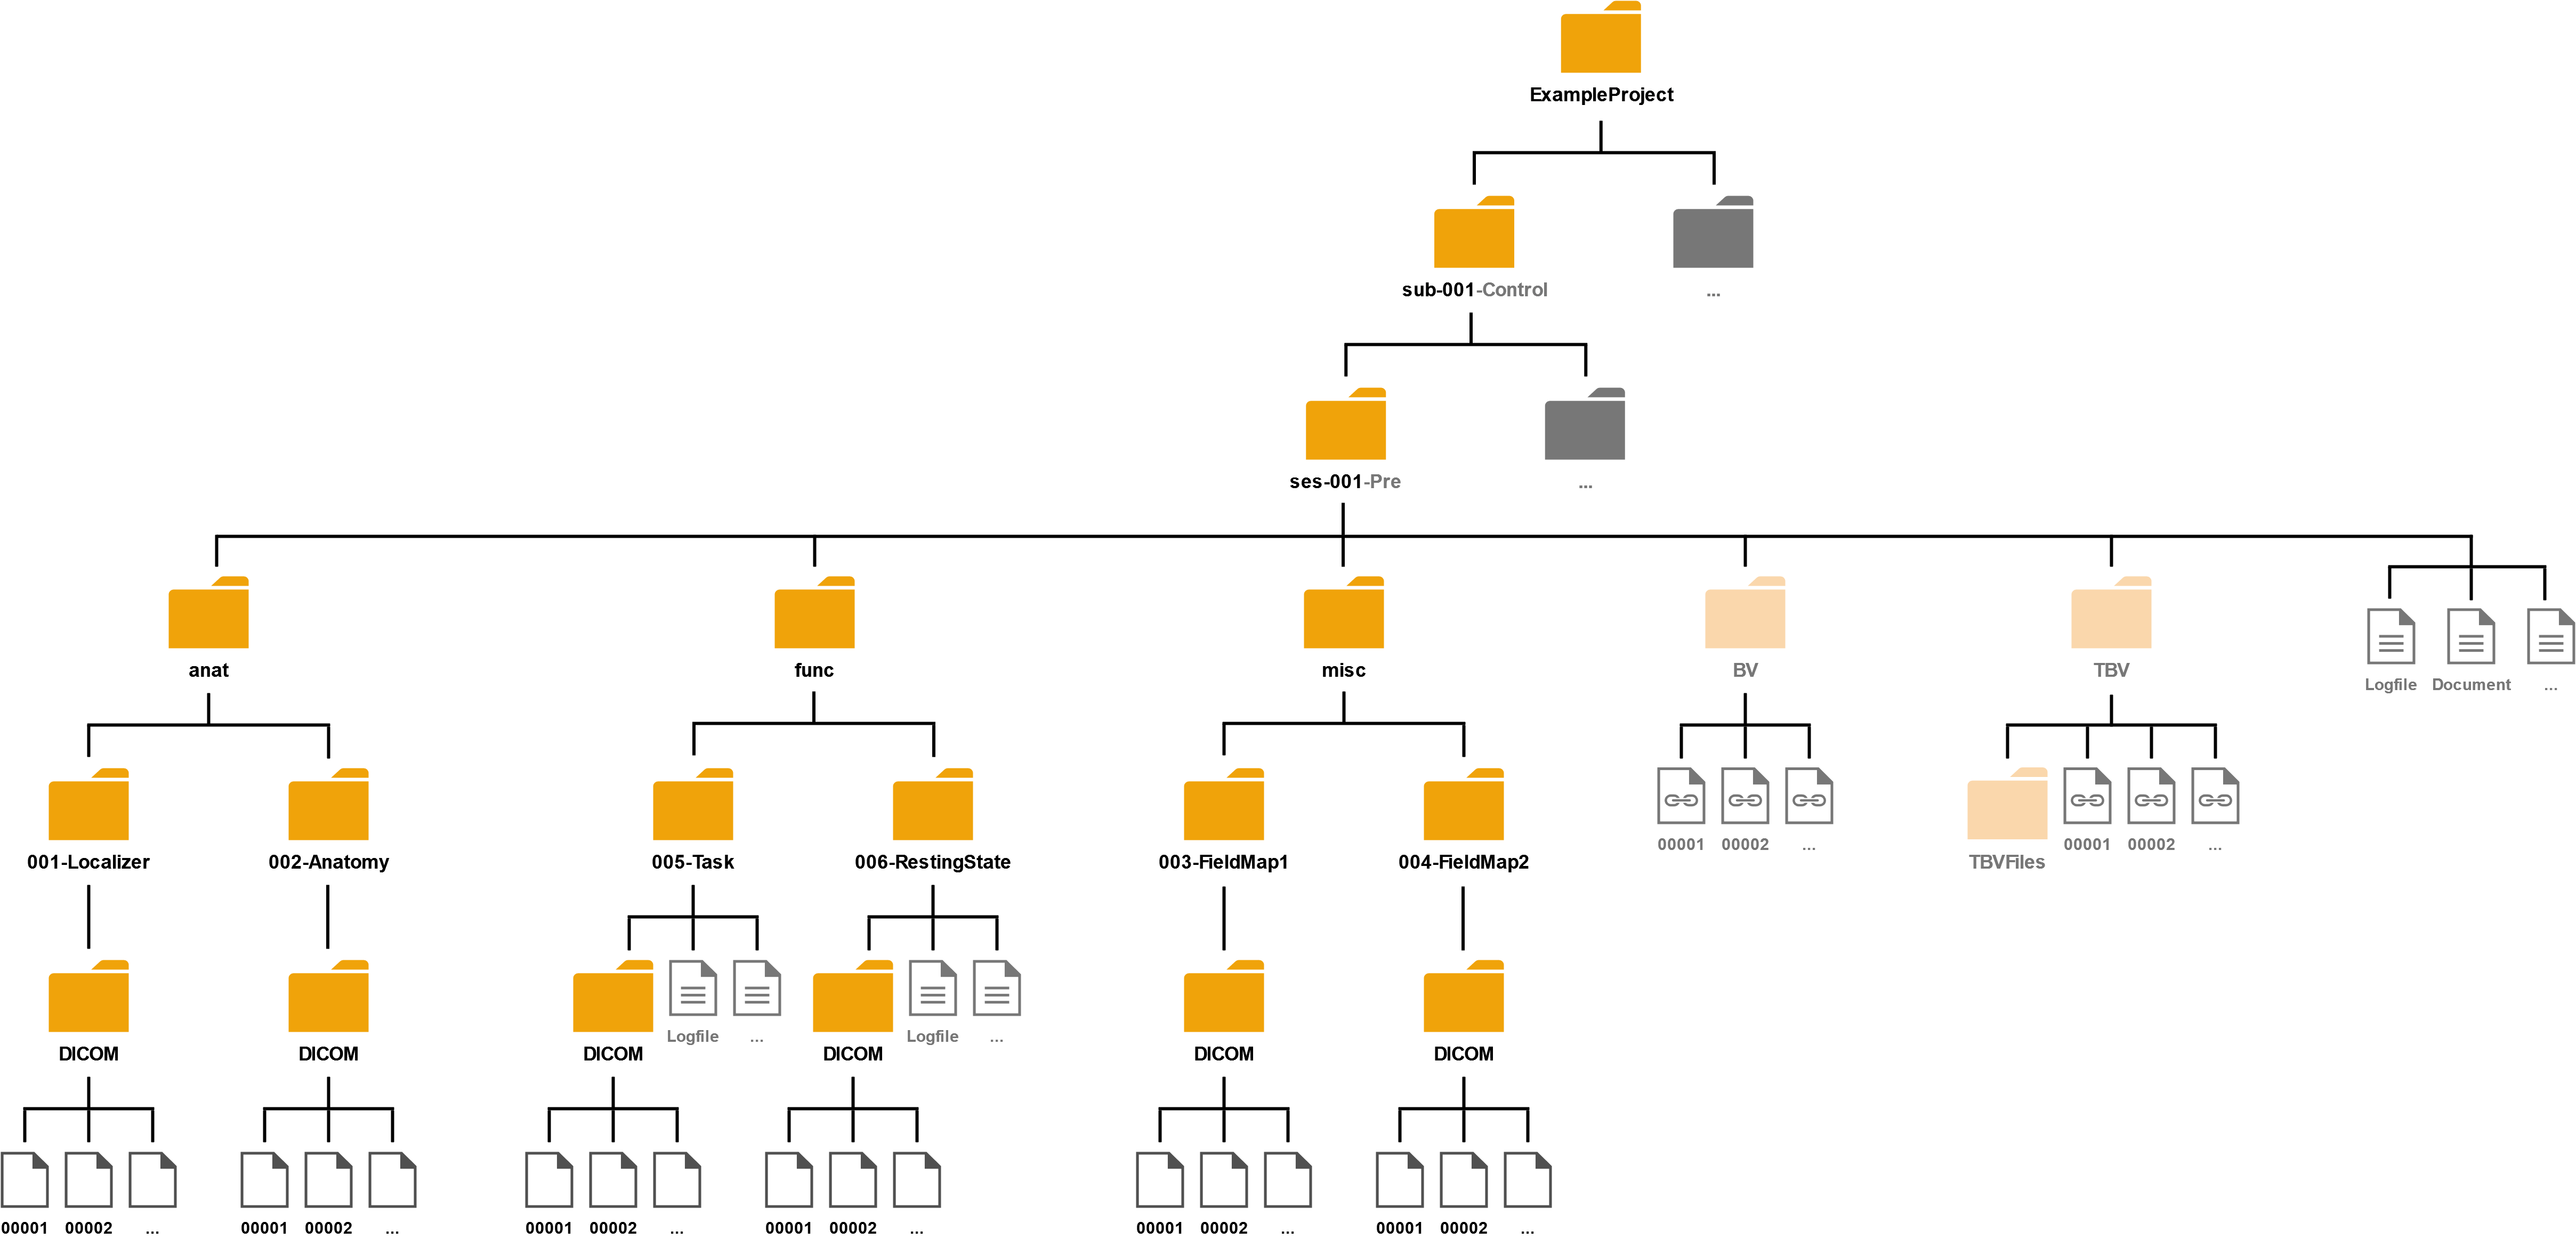 ExampleProject
sub-001-Control
...
ses-001-Pre
...
anat
func
misc
BV
TBV
Logfile
Document
...
001-Localizer
002-Anatomy
005-Task
006-RestingState
003-FieldMap1
004-FieldMap2
00001
00002
...
TBVFiles
00001
00002
...
DICOM
DICOM
DICOM
Logfile
...
DICOM
Logfile
...
DICOM
DICOM
00001
00002
...
00001
00002
...
00001
00002
...
00001
00002
...
00001
00002
...
00001
00002
...